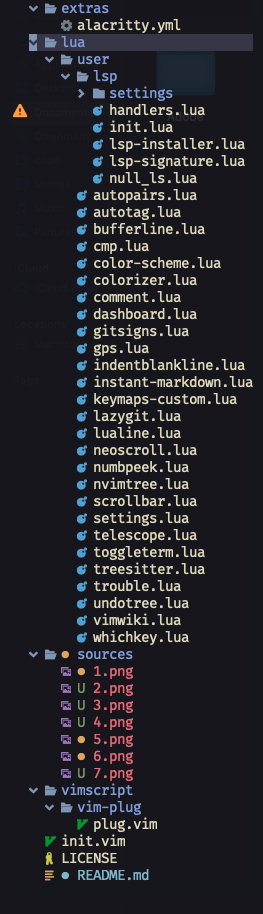 extras
alacritty.yml
lua
user
lsp
settings
handlers.lua
init.lua
lsp-installer.lua
lsp-signature.lua
null_ls.lua
autopairs.lua
autotag.lua
bufferline.lua
cmp.lua
color-scheme.lua
colorizer.lua
comment.lua
dashboard.lua
gitsigns.lua
gps.lua
indentblankline.lua
instant-markdown.lua
keymaps-custom.lua
lazygit.lua
lualine.lua
neoscroll.lua
numbpeek.lua
nvimtree.lua
scrollbar.lua
settings.lua
telescope.lua
toggleterm.lua
treesitter.lua
trouble.lua
undotree.lua
vimwiki.lua
whichkey.lua
sources
1.png
U 2.png
U 3.png
U 4.png
5.png
6.png
U 7.png
vimscript
vim-plug
plug.vim
init.vim
LICENSE
README.md